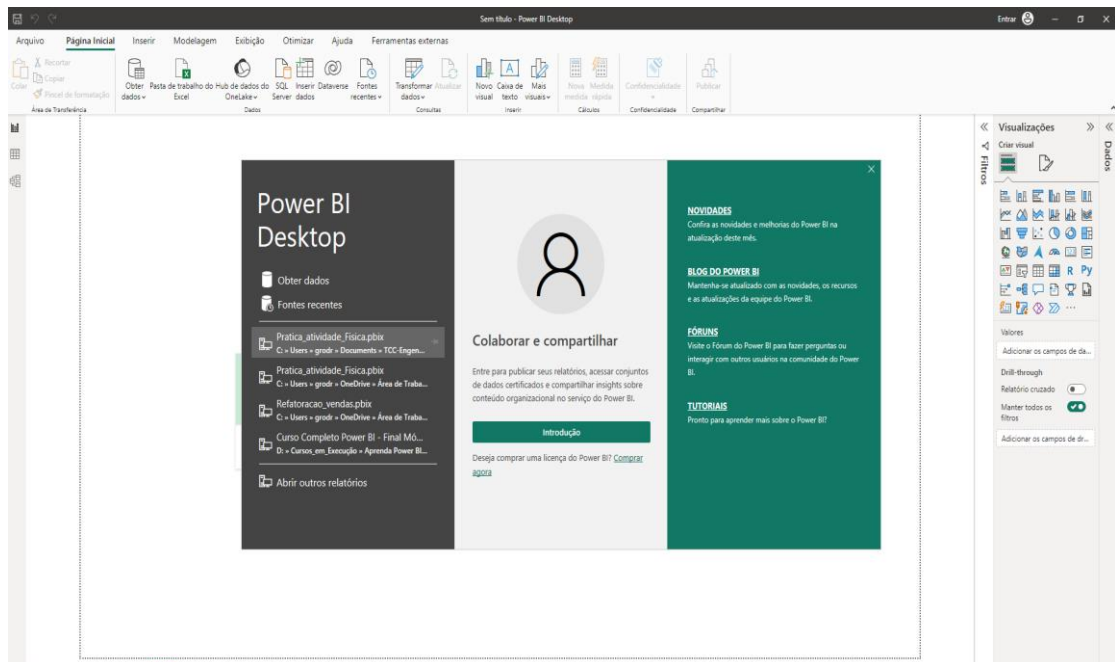 Sem título - Power BI Desktop
Entrar
Arquivo Página Inicial Inserir Modelagem Exibição Otimizar Ajuda Ferramentas externas
Colar
Recortar
Copiar
Pincel de formatação
Área de Transferência
Obter dados
Pasta de trabalho do Excel
Hub de dados do OneLake
SQL Server
Inserir dados
Dataverse
Fontes recentes
Dados
Transformar dados
Atualizar
Consultas
Novo visual
Caixa de texto
Mais visuais
Inserir
Nova medida
Medida rápida
Cálculos
Confidencialidade
Confidencialidade
Publicar
Compartilhar
Power BI
Desktop
Obter dados
Fontes recentes
Pratica_atividade_Fisica.pbix
C: » Users » grodr » Documents » TCC-Engen...
Pratica_atividade_Fisica.pbix
C: » Users » grodr » OneDrive » Área de Traba...
Refatoracao_vendas.pbix
C: » Users » grodr » OneDrive » Área de Traba...
Curso Completo Power BI - Final Mó...
D: » Cursos_em_Execução » Aprenda Power BI...
Abrir outros relatórios
Colaborar e compartilhar
Entre para publicar seus relatórios, acessar conjuntos
de dados certificados e compartilhar insights sobre
conteúdo organizacional no serviço do Power BI.
Introdução
Deseja comprar uma licença do Power BI? Comprar
agora
NOVIDADES
Confira as novidades e melhorias do Power BI na
atualização deste mês.
BLOG DO POWER BI
Mantenha-se atualizado com as novidades, os recursos
e as atualizações da equipe do Power BI.
FÓRUNS
Visite o Fórum do Power BI para fazer perguntas ou
interagir com outros usuários na comunidade do Power
BI.
TUTORIAIS
Pronto para aprender mais sobre o Power BI?
Filtros
Visualizações
Criar visual
R Py
Valores
Adicionar os campos de da...
Drill-through
Relatório cruzado
Manter todos os
filtros
Adicionar os campos de dr...
Dados